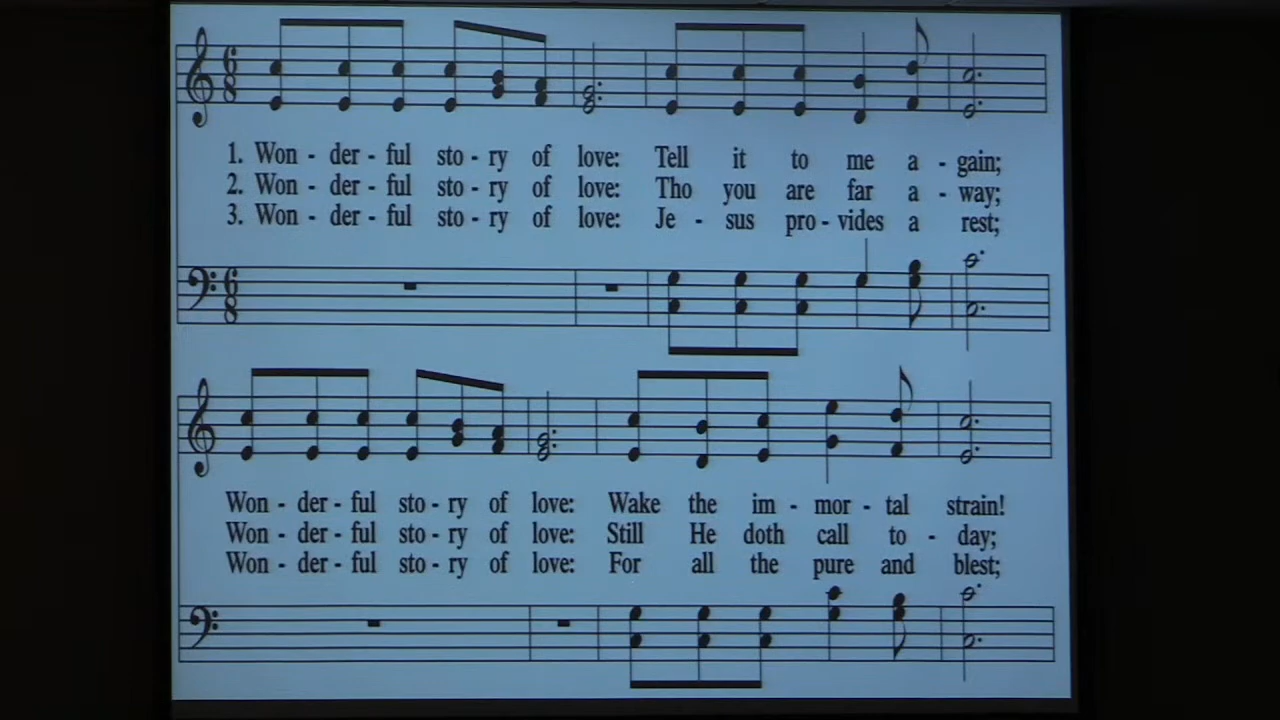 6
8
1. Won - der - ful sto - ry of love: Tell it to me a - gain;
2. Won - der - ful sto - ry of love: Tho you are far a - way;
3. Won - der - ful sto - ry of love: Je - sus pro - vides a rest;
6
8
Won - der - ful sto - ry of love: Wake the im - mor - tal strain!
Won - der - ful sto - ry of love: Still He doth call to - day;
Won - der - ful sto - ry of love: For all the pure and blest;